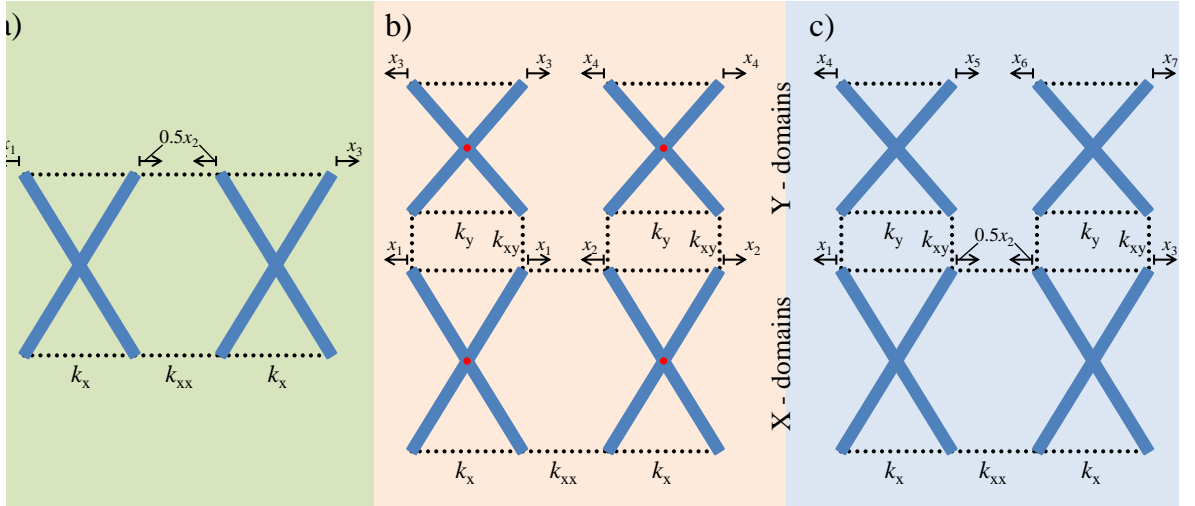 a)
x1
0.5x2
x3
kx
kxx
kx
b)
x3
x3
x4
x4
ky
kxy
ky
kxy
x1
x1
x2
x2
kx
kxx
kx
Y - domains
X - domains
c)
x4
x5
x6
x7
ky
kxy
ky
kxy
x1
0.5x2
x3
kx
kxx
kx